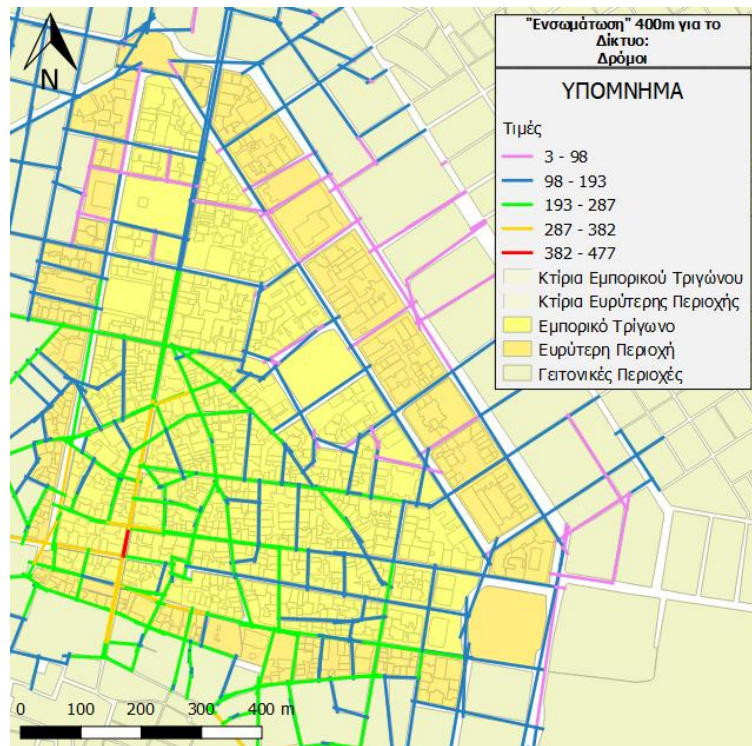 "Ενσωμάτωση" 400m για το
Δίκτυο:
Δρόμοι
ΥΠΟΜΝΗΜΑ
Τιμές
3 - 98
98 - 193
193 - 287
287 - 382
382 - 477
Κτίρια Εμπορικού Τριγώνου
Κτίρια Ευρύτερης Περιοχής
Εμπορικό Τρίγωνο
Ευρύτερη Περιοχή
Γειτονικές Περιοχές
N
0 100 200 300 400 m